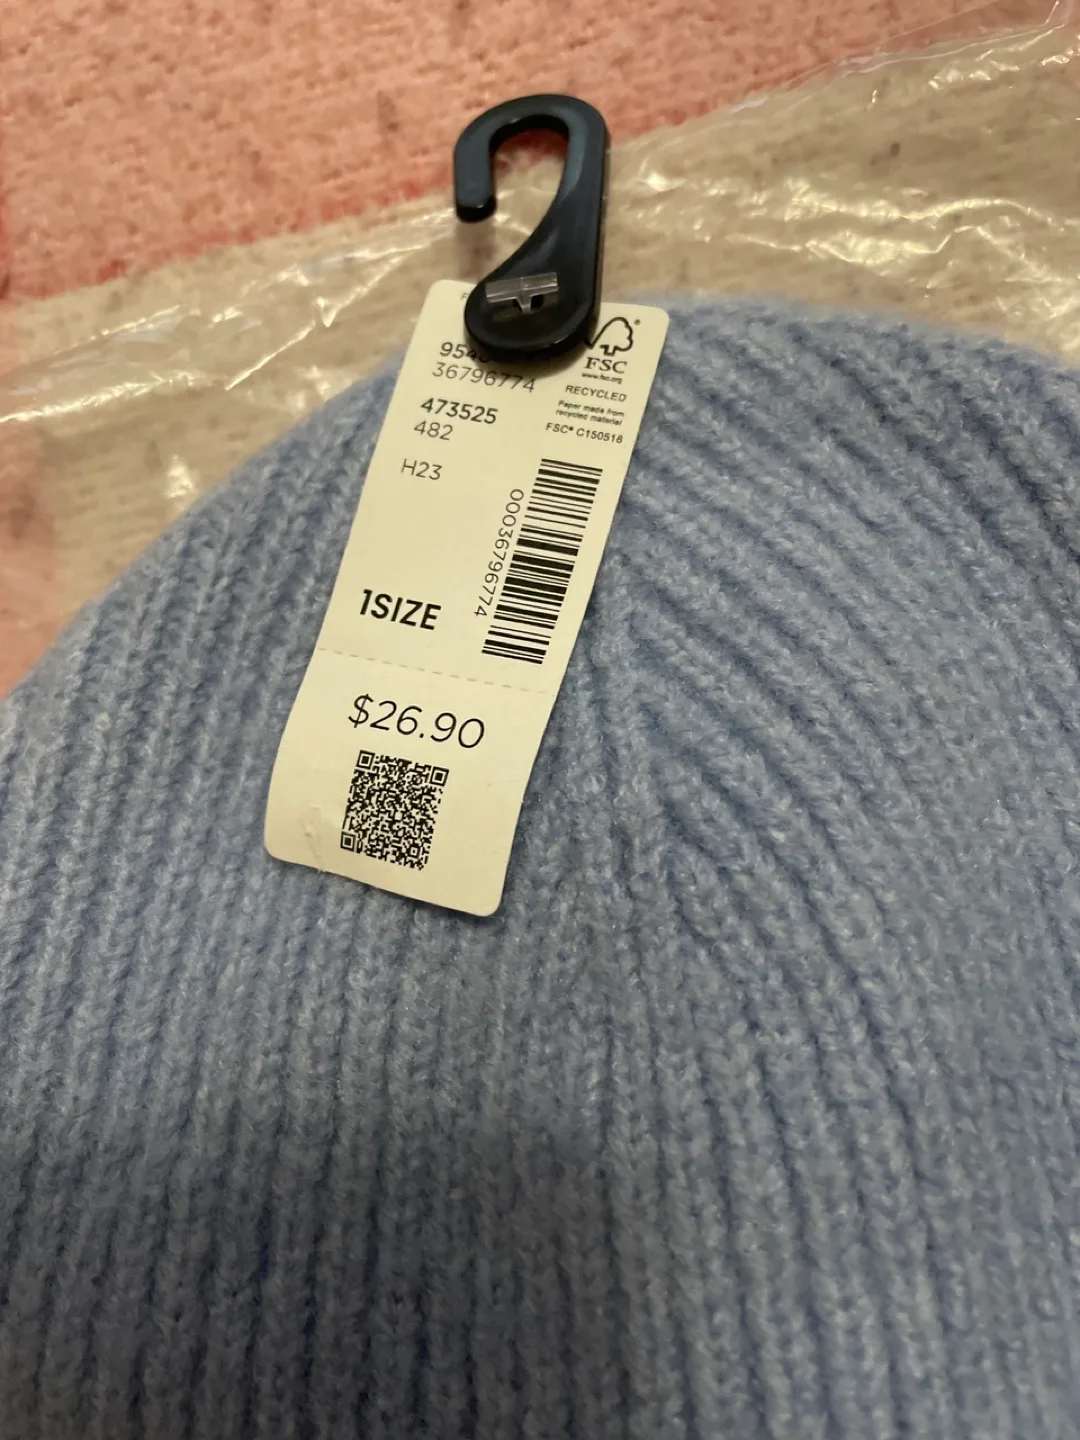 36796774
473525
482
H23
FSC®
www.fsc.org
RECYCLED
Paper made from
recycled material
FSC® C150516
00036796774
1SIZE
$26.90